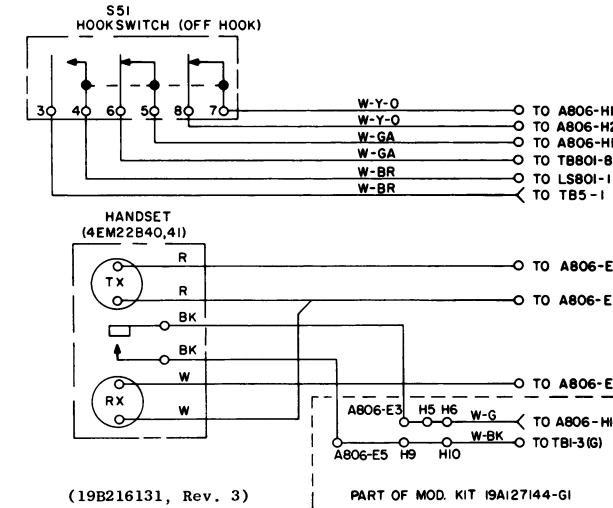 S51
HOOKSWITCH (OFF HOOK)
3 4 6 5 8 7
W-Y-O TO A806-H1
W-Y-O TO A806-H2
W-GA TO A806-H1
W-GA TO TB801-8
W-BR TO LS801-1
W-BR TO TB5-1
HANDSET
(4EM22B40,41)
TX
R TO A806-E
R TO A806-E
BK
BK
RX
W TO A806-E
W
A806-E3 H5 H6 W-G TO A806-H1
A806-E5 H9 H10 W-BK TO TB1-3(G)
(19B216131, Rev. 3)
PART OF MOD. KIT 19A127144-G1